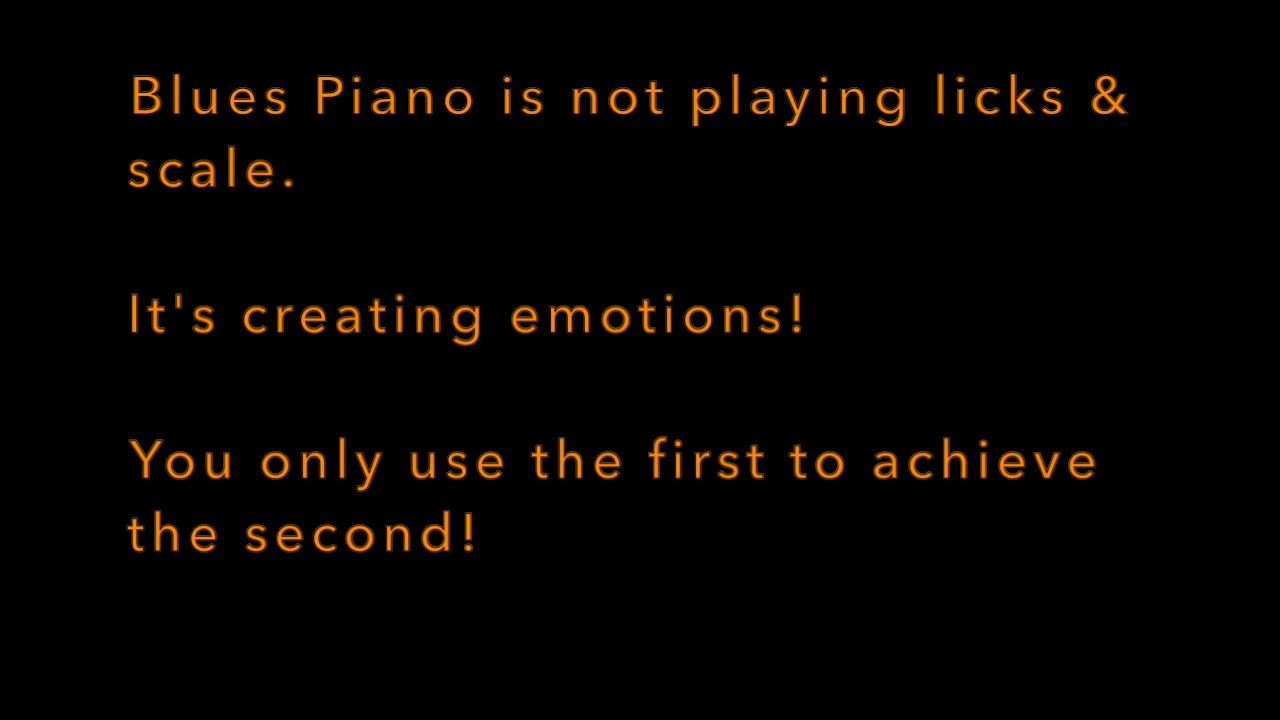 Blues Piano is not playing licks &
scale.
It's creating emotions!
You only use the first to achieve
the second!